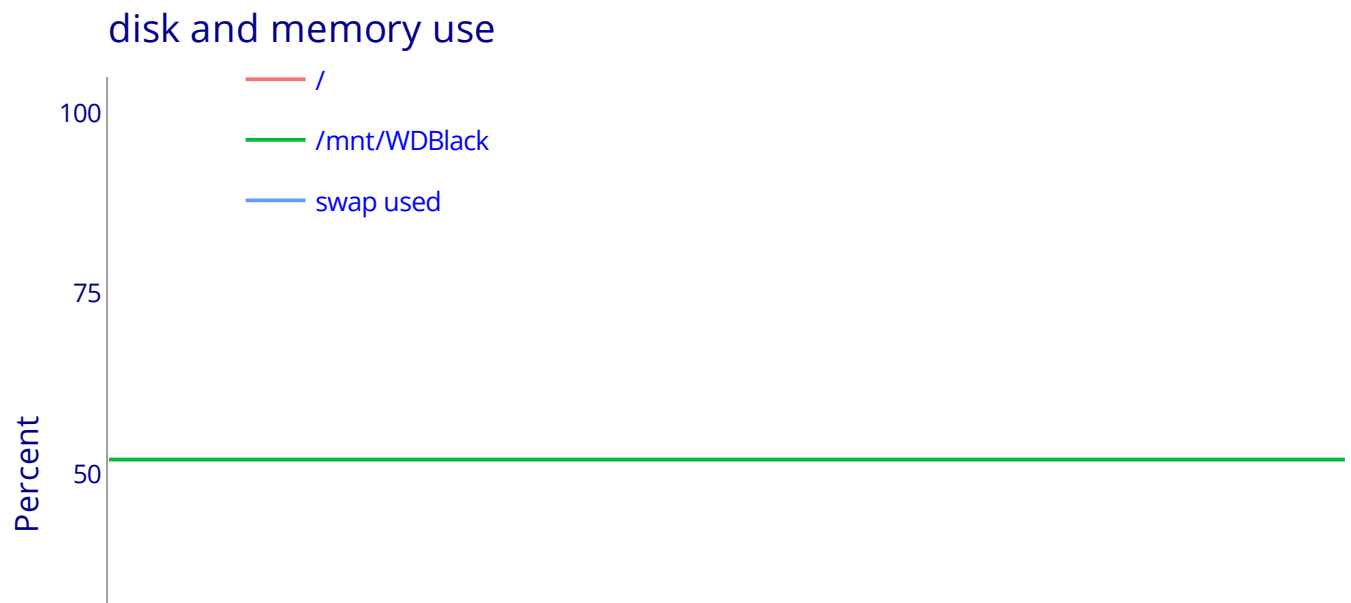 disk and memory use
/
100
/mnt/WDBlack
swap used
75
Percent
50